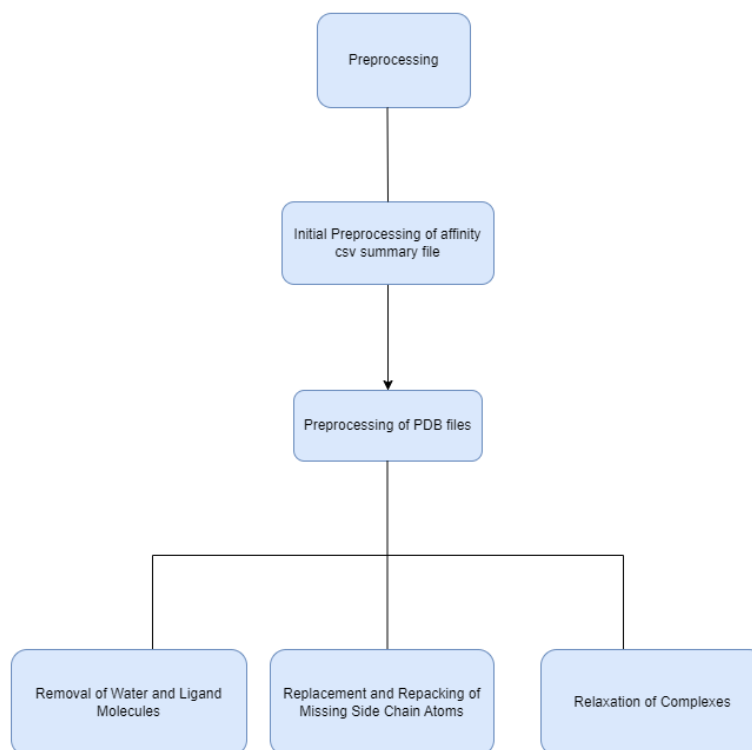 Preprocessing
Initial Preprocessing of affinity
csv summary file
Preprocessing of PDB files
Removal of Water and Ligand
Molecules
Replacement and Repacking of
Missing Side Chain Atoms
Relaxation of Complexes